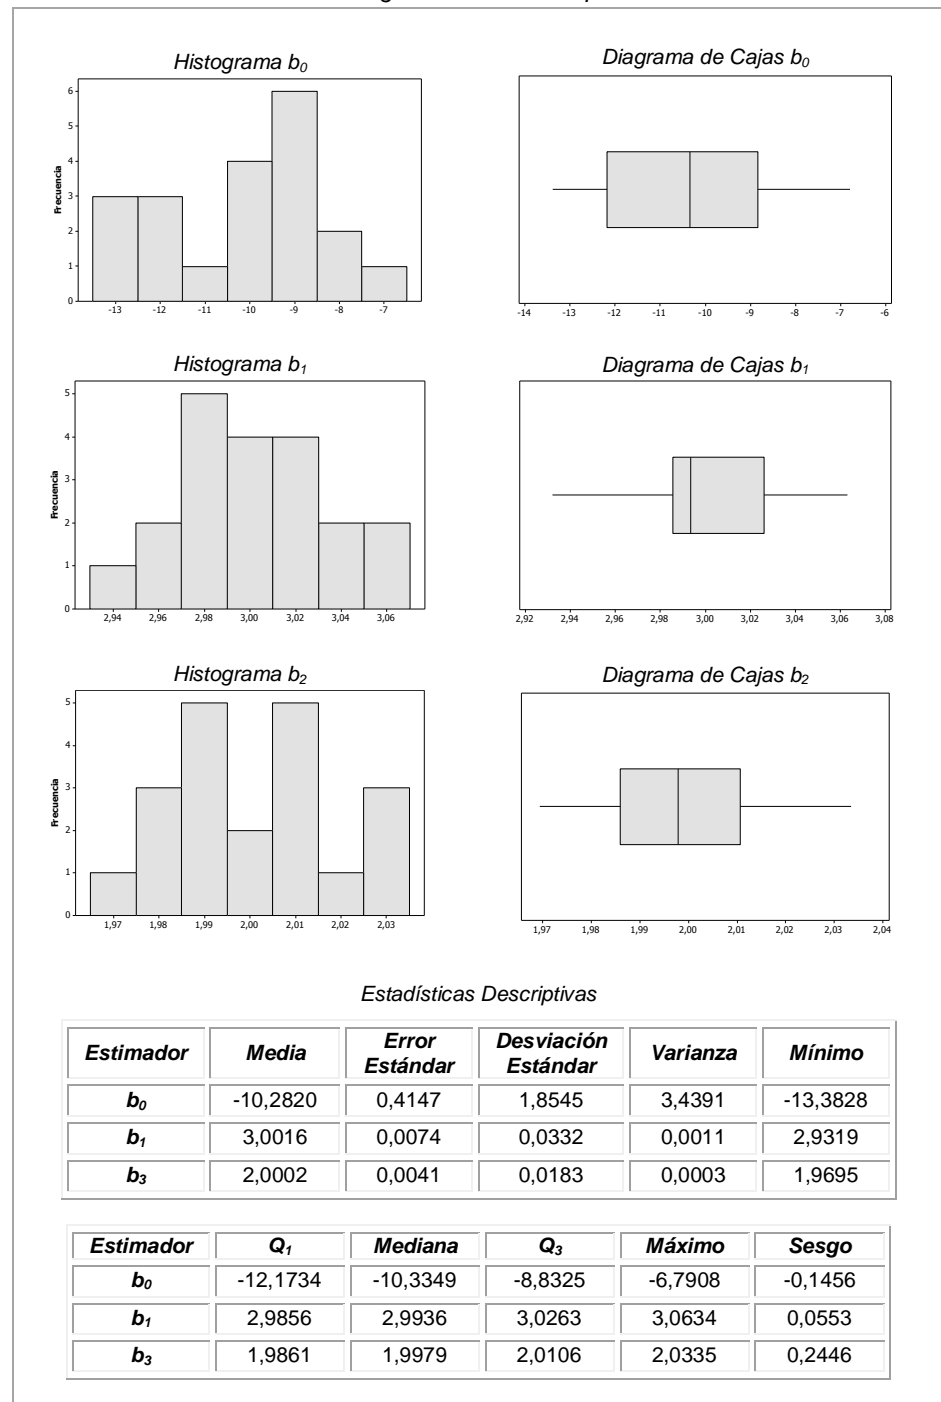 Histograma b0
Diagrama de Cajas b0
Frecuencia
6
5
4
3
2
1
0
-13 -12 -11 -10 -9 -8 -7
-14 -13 -12 -11 -10 -9 -8 -7 -6
Histograma b1
Diagrama de Cajas b1
Frecuencia
5
4
3
2
1
0
2,94 2,96 2,98 3,00 3,02 3,04 3,06
2,92 2,94 2,96 2,98 3,00 3,02 3,04 3,06 3,08
Histograma b2
Diagrama de Cajas b2
Frecuencia
5
4
3
2
1
0
1,97 1,98 1,99 2,00 2,01 2,02 2,03
1,97 1,98 1,99 2,00 2,01 2,02 2,03 2,04
Estadísticas Descriptivas
Estimador Media Error Estándar Desviación Estándar Varianza Mínimo
b0 -10,2820 0,4147 1,8545 3,4391 -13,3828
b1 3,0016 0,0074 0,0332 0,0011 2,9319
b3 2,0002 0,0041 0,0183 0,0003 1,9695
Estimador Q1 Mediana Q3 Máximo Sesgo
b0 -12,1734 -10,3349 -8,8325 -6,7908 -0,1456
b1 2,9856 2,9936 3,0263 3,0634 0,0553
b3 1,9861 1,9979 2,0106 2,0335 0,2446